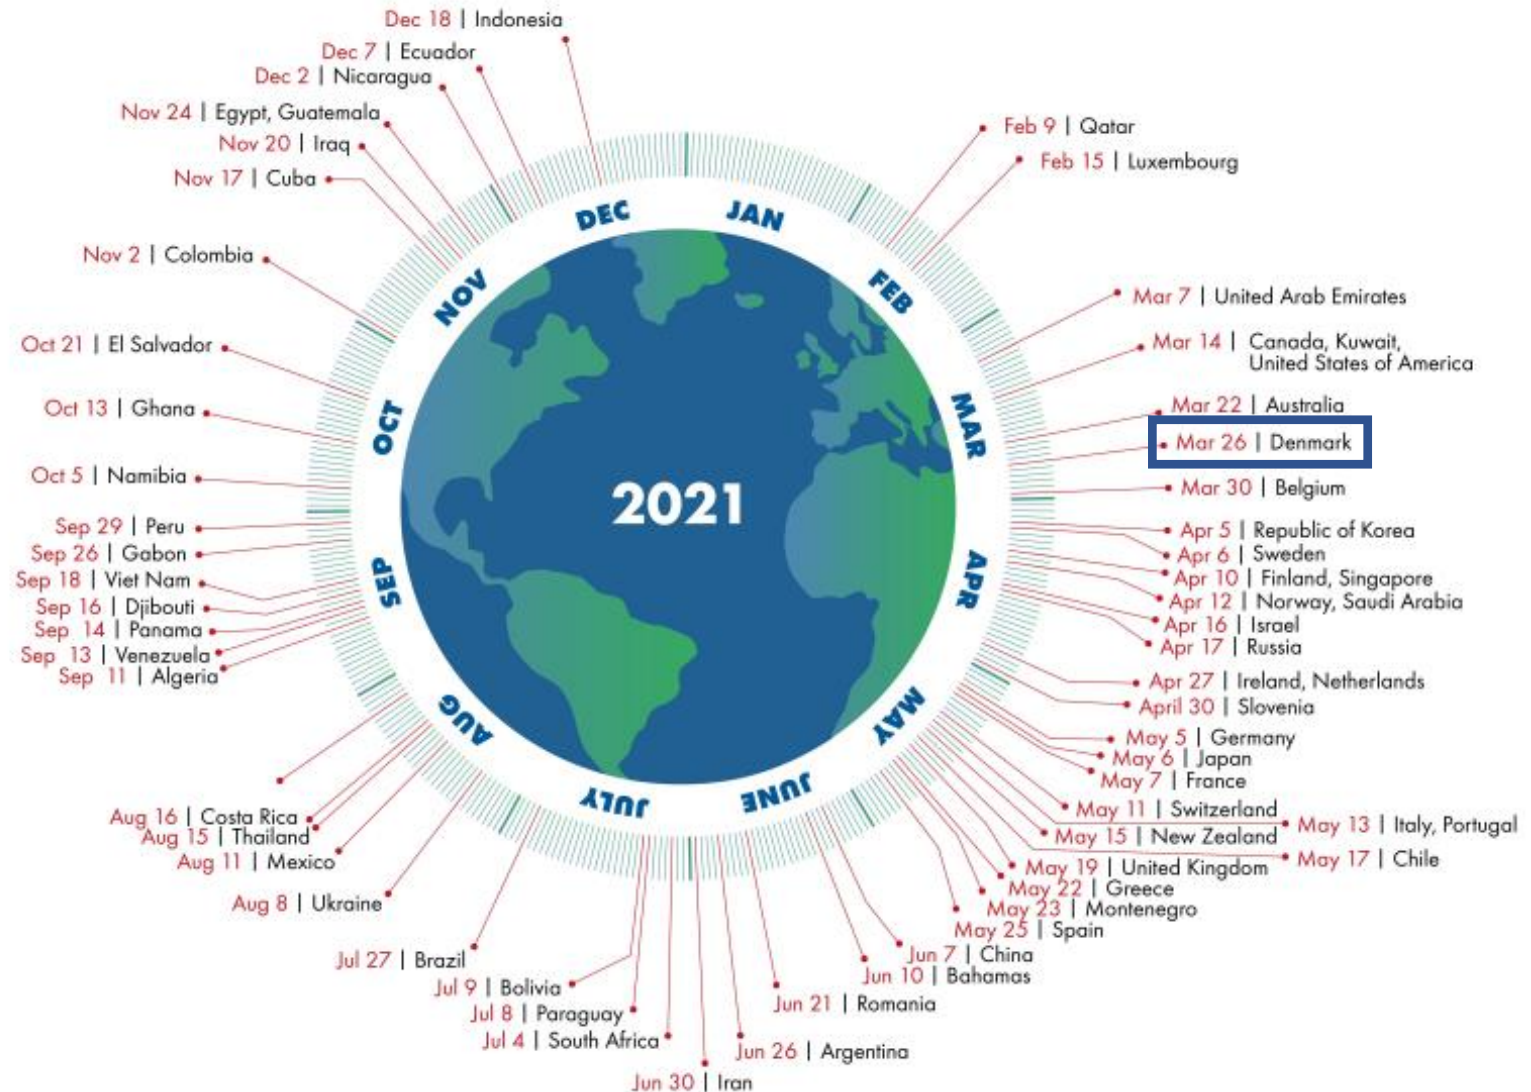 Dec 18 | Indonesia
Dec 7 | Ecuador
Dec 2 | Nicaragua
Nov 24 | Egypt, Guatemala
Nov 20 | Iraq
Nov 17 | Cuba
Nov 2 | Colombia
Oct 21 | El Salvador
Oct 13 | Ghana
Oct 5 | Namibia
Sep 29 | Peru
Sep 26 | Gabon
Sep 18 | Viet Nam
Sep 16 | Djibouti
Sep 14 | Panama
Sep 13 | Venezuela
Sep 11 | Algeria
Aug 16 | Costa Rica
Aug 15 | Thailand
Aug 11 | Mexico
Aug 8 | Ukraine
Jul 27 | Brazil
Jul 9 | Bolivia
Jul 8 | Paraguay
Jul 4 | South Africa
Jun 30 | Iran
JAN
FEB
MAR
APR
MAY
JUNE
JULY
AUG
SEP
OCT
NOV
DEC
2021
Feb 9 | Qatar
Feb 15 | Luxembourg
Mar 7 | United Arab Emirates
Mar 14 | Canada, Kuwait,
United States of America
Mar 22 | Australia
Mar 26 | Denmark
Mar 30 | Belgium
Apr 5 | Republic of Korea
Apr 6 | Sweden
Apr 10 | Finland, Singapore
Apr 12 | Norway, Saudi Arabia
Apr 16 | Israel
Apr 17 | Russia
Apr 27 | Ireland, Netherlands
April 30 | Slovenia
May 5 | Germany
May 6 | Japan
May 7 | France
May 11 | Switzerland
May 13 | Italy, Portugal
May 15 | New Zealand
May 17 | Chile
May 19 | United Kingdom
May 22 | Greece
May 23 | Montenegro
May 25 | Spain
Jun 7 | China
Jun 10 | Bahamas
Jun 21 | Romania
Jun 26 | Argentina